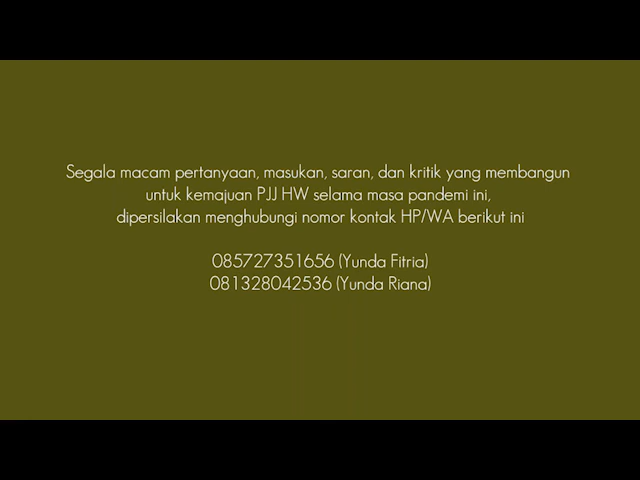 Segala macam pertanyaan, masukan, saran, dan kritik yang membangun
untuk kemajuan PJJ HW selama masa pandemi ini,
dipersilakan menghubungi nomor kontak HP/WA berikut ini
085727351656 (Yunda Fitria)
081328042536 (Yunda Riana)